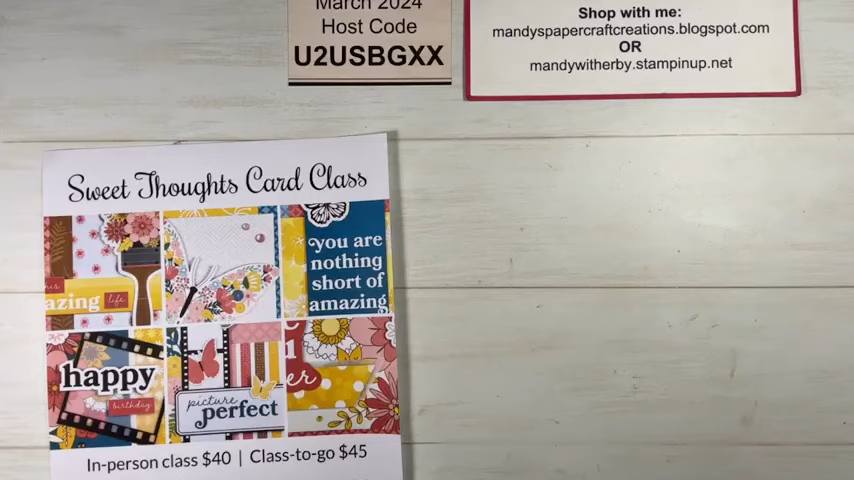 March 2024
Host Code
U2USBGXX
Shop with me:
mandyspapercraftcreations.blogspot.com
OR
mandywitherby.stampinup.net
Sweet Thoughts Card Class
you are
nothing
short of
amazing
azing life
happy
birthday
picture
perfect
In-person class $40 | Class-to-go $45